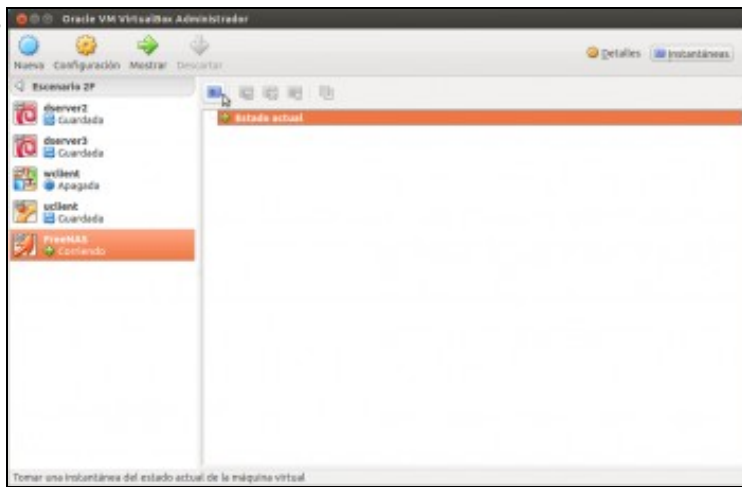 Oracle VM VirtualBox Administrador
Nueva Configuración Mostrar Descartar
Detalles Instantáneas
Escenario 2F
dserver2
Guardada
Estado actual
dserver3
Guardada
wclient
Apagada
uclient
Guardada
FreeNAS
Corriendo
Tomar una instantánea del estado actual de la máquina virtual